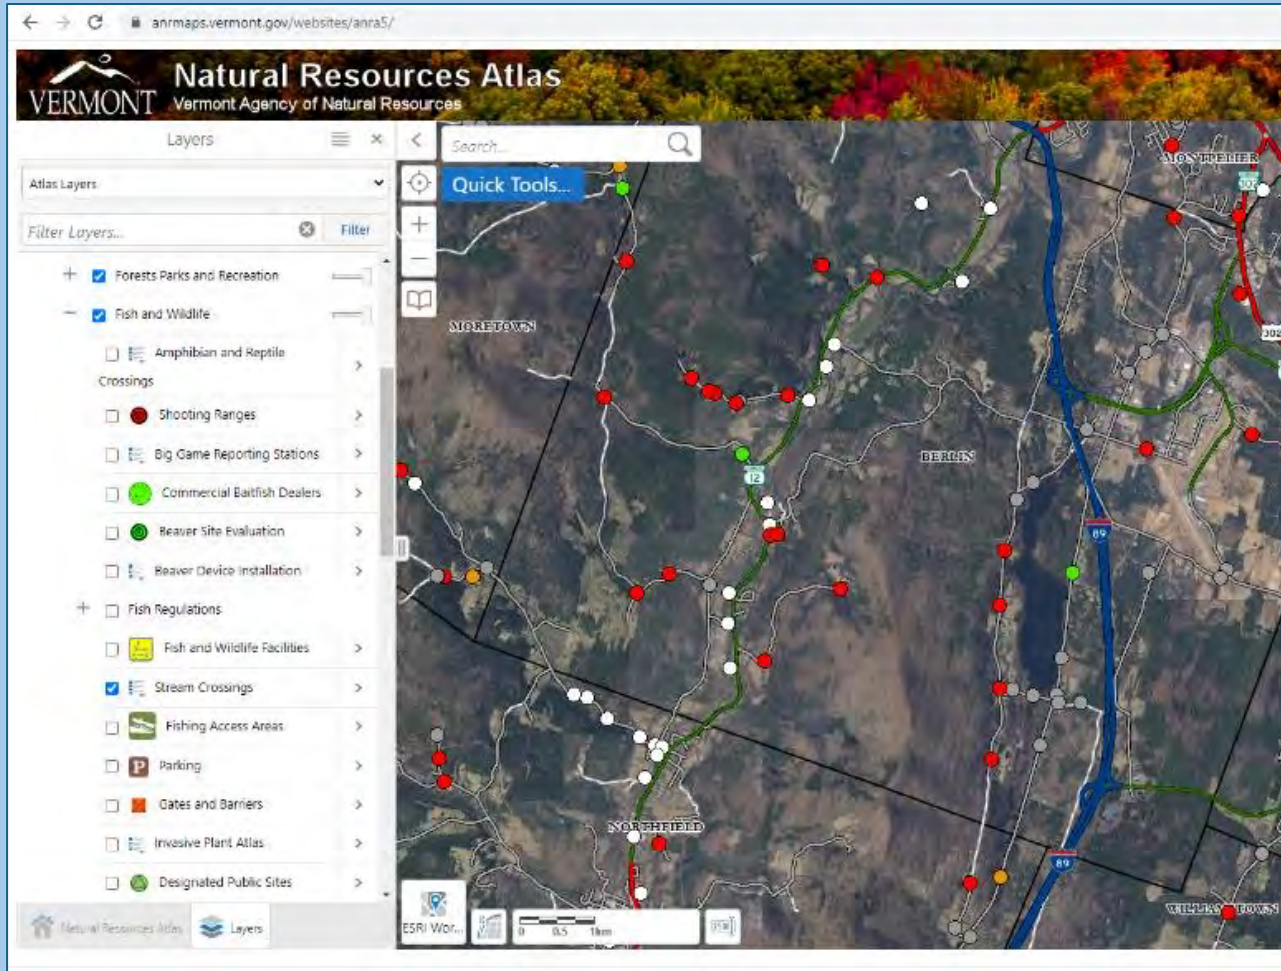 anrmaps.vermont.gov/websites/anra5/
VERMONT
Natural Resources Atlas
Vermont Agency of Natural Resources
Layers
Atlas Layers
Filter Layers...
Filter
Forests Parks and Recreation
Fish and Wildlife
Amphibian and Reptile
Crossings
Shooting Ranges
Big Game Reporting Stations
Commercial Baitfish Dealers
Beaver Site Evaluation
Beaver Device Installation
Fish Regulations
Fish and Wildlife Facilities
Stream Crossings
Fishing Access Areas
P
Parking
Gates and Barriers
Invasive Plant Atlas
Designated Public Sites
Natural Resources Atlas
Layers
Search...
Quick Tools...
MONTPELIER
302
302
MORETOWN
BERLIN
12
89
NORTHFIELD
89
WILLIAMSTOWN
ESRI Wor...
0 0.5 1km